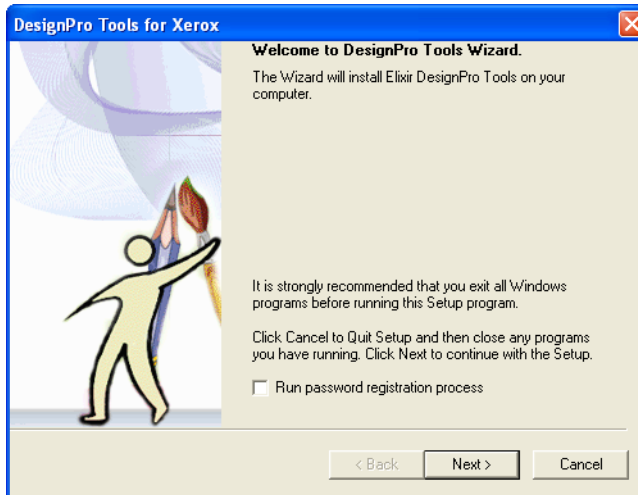 DesignPro Tools for Xerox
Welcome to DesignPro Tools Wizard.
The Wizard will install Elixir DesignPro Tools on your
computer.
It is strongly recommended that you exit all Windows
programs before running this Setup program.
Click Cancel to Quit Setup and then close any programs
you have running. Click Next to continue with the Setup.
Run password registration process
< Back Next > Cancel